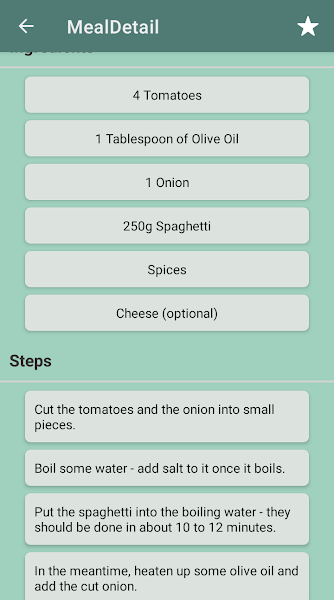 MealDetail
4 Tomatoes
1 Tablespoon of Olive Oil
1 Onion
250g Spaghetti
Spices
Cheese (optional)
Steps
Cut the tomatoes and the onion into small
pieces.
Boil some water - add salt to it once it boils.
Put the spaghetti into the boiling water - they
should be done in about 10 to 12 minutes.
In the meantime, heaten up some olive oil and
add the cut onion.